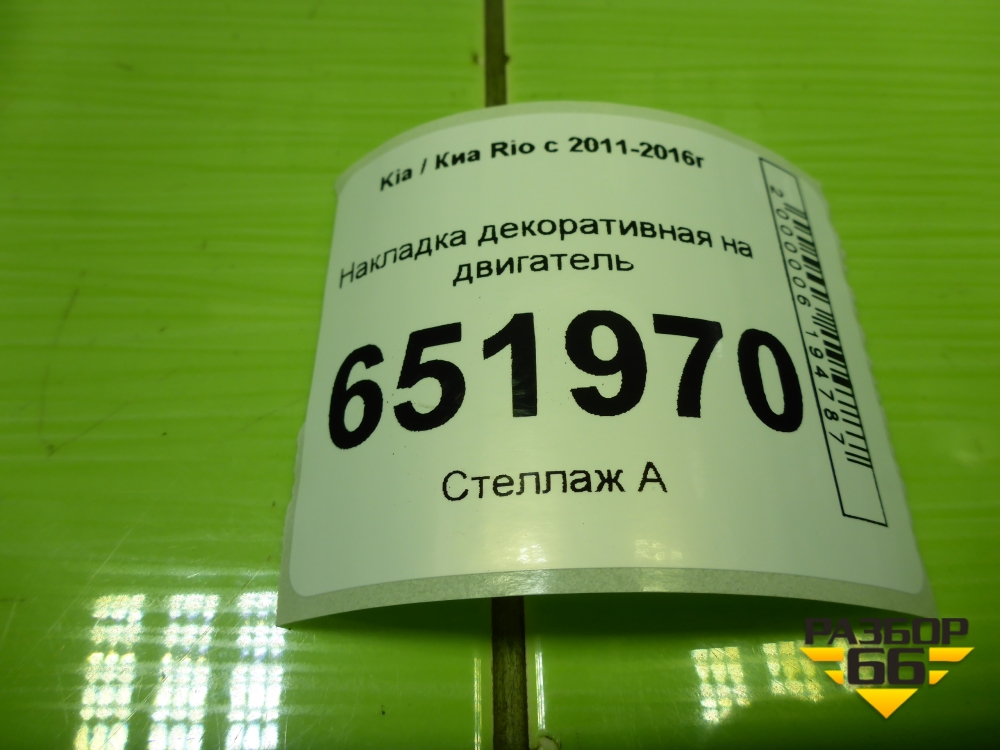 Kia / Киа Rio с 2011-2016г
Накладка декоративная на
двигатель
651970
Стеллаж А
2000006194787
РАЗБОР
66